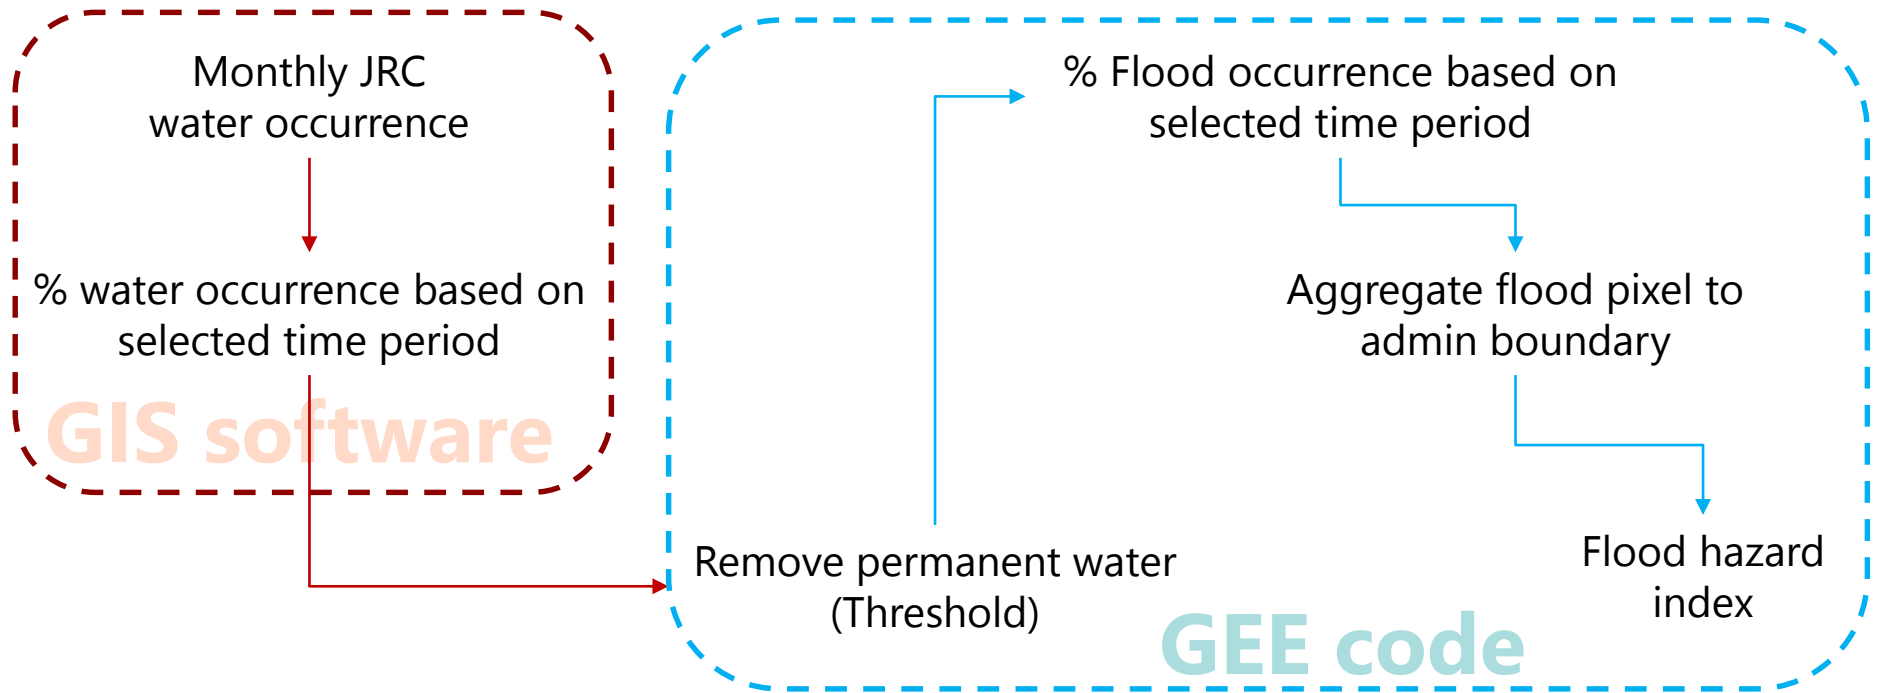 Monthly JRC
water occurrence
% water occurrence based on
selected time period
GIS software
% Flood occurrence based on
selected time period
Aggregate flood pixel to
admin boundary
Remove permanent water
(Threshold)
Flood hazard
index
GEE code